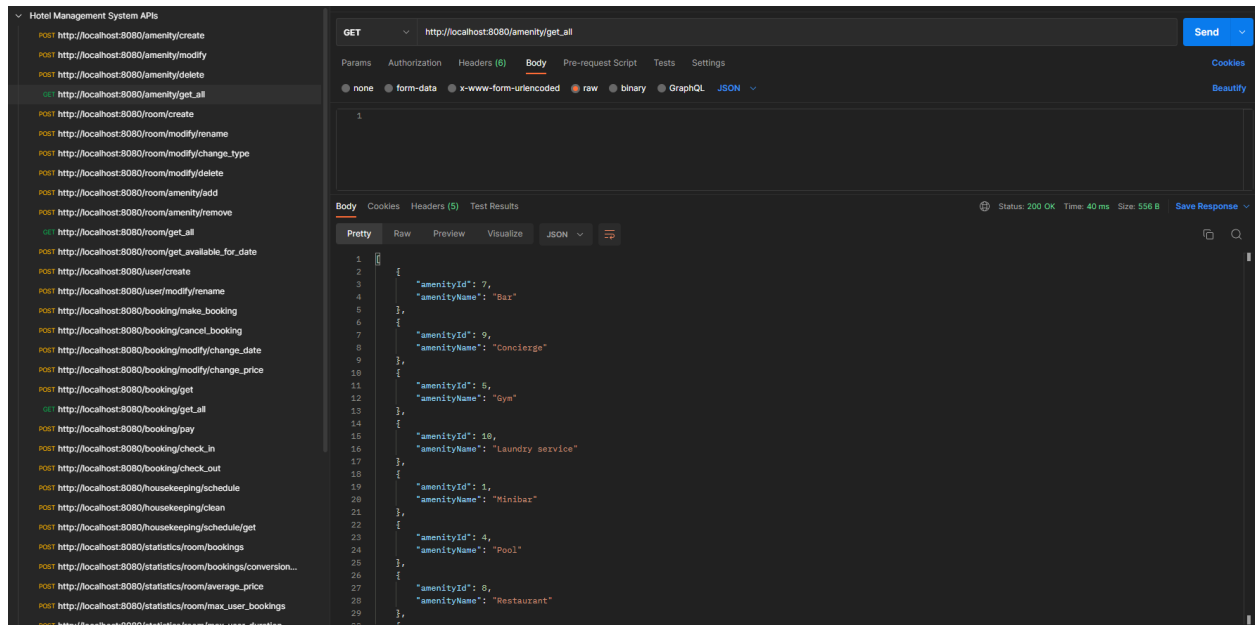 Hotel Management System APIs
POST http://localhost:8080/amenity/create
POST http://localhost:8080/amenity/modify
POST http://localhost:8080/amenity/delete
GET http://localhost:8080/amenity/get_all
POST http://localhost:8080/room/create
POST http://localhost:8080/room/modify/rename
POST http://localhost:8080/room/modify/change_type
POST http://localhost:8080/room/modify/delete
POST http://localhost:8080/room/amenity/add
POST http://localhost:8080/room/amenity/remove
GET http://localhost:8080/room/get_all
POST http://localhost:8080/room/get_available_for_date
POST http://localhost:8080/user/create
POST http://localhost:8080/user/modify/rename
POST http://localhost:8080/booking/make_booking
POST http://localhost:8080/booking/cancel_booking
POST http://localhost:8080/booking/modify/change_date
POST http://localhost:8080/booking/modify/change_price
POST http://localhost:8080/booking/get
GET http://localhost:8080/booking/get_all
POST http://localhost:8080/booking/pay
POST http://localhost:8080/booking/check_in
POST http://localhost:8080/booking/check_out
POST http://localhost:8080/housekeeping/schedule
POST http://localhost:8080/housekeeping/clean
POST http://localhost:8080/housekeeping/schedule/get
POST http://localhost:8080/statistics/room/bookings
POST http://localhost:8080/statistics/room/bookings/conversion...
POST http://localhost:8080/statistics/room/average_price
POST http://localhost:8080/statistics/room/max_user_bookings
GET http://localhost:8080/amenity/get_all Send
Params Authorization Headers (6) Body Pre-request Script Tests Settings Cookies
none form-data x-www-form-urlencoded raw binary GraphQL JSON Beautify
1
Body Cookies Headers (5) Test Results Status: 200 OK Time: 40 ms Size: 556 B Save Response
Pretty Raw Preview Visualize JSON
1 [
2 {
3 "amenityId": 7,
4 "amenityName": "Bar"
5 },
6 {
7 "amenityId": 9,
8 "amenityName": "Concierge"
9 },
10 {
11 "amenityId": 5,
12 "amenityName": "Gym"
13 },
14 {
15 "amenityId": 10,
16 "amenityName": "Laundry service"
17 },
18 {
19 "amenityId": 1,
20 "amenityName": "Minibar"
21 },
22 {
23 "amenityId": 4,
24 "amenityName": "Pool"
25 },
26 {
27 "amenityId": 8,
28 "amenityName": "Restaurant"
29 },